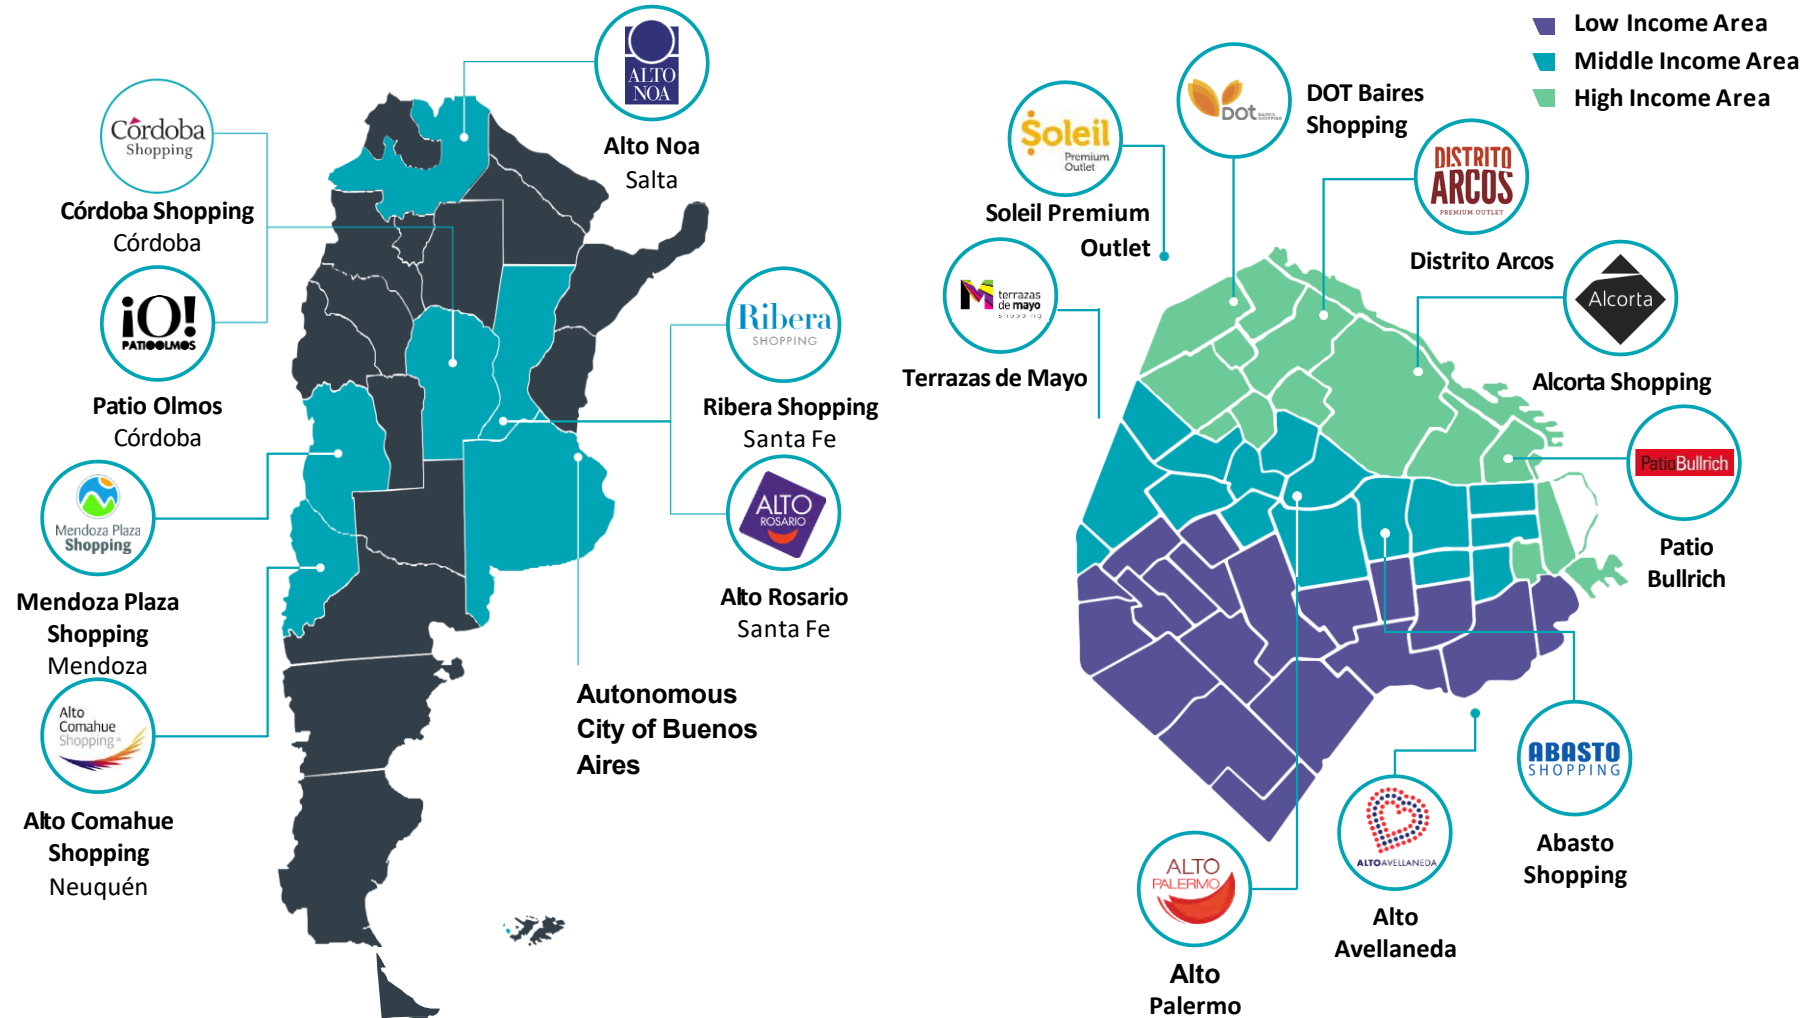 ALTO
NOA
Alto Noa
Salta
Córdoba
Shopping
Córdoba Shopping
Córdoba
¡O!
PATIOOLMOS
Patio Olmos
Córdoba
Mendoza Plaza
Shopping
Mendoza Plaza
Shopping
Mendoza
Alto
Comahue
Shopping
Alto Comahue
Shopping
Neuquén
Ribera
SHOPPING
Ribera Shopping
Santa Fe
ALTO
ROSARIO
Alto Rosario
Santa Fe
Autonomous
City of Buenos
Aires
Low Income Area
Middle Income Area
High Income Area
Soleil
Premium
Outlet
Soleil Premium
Outlet
DOT BAIRES
SHOPPING
DOT Baires
Shopping
DISTRITO
ARCOS
PREMIUM OUTLET
Distrito Arcos
terrazas
de mayo
shopping
Terrazas de Mayo
Alcorta
Alcorta Shopping
PatioBullrich
Patio
Bullrich
ABASTO
SHOPPING
Abasto
Shopping
ALTOAVELLANEDA
Alto
Avellaneda
ALTO
PALERMO
Alto
Palermo